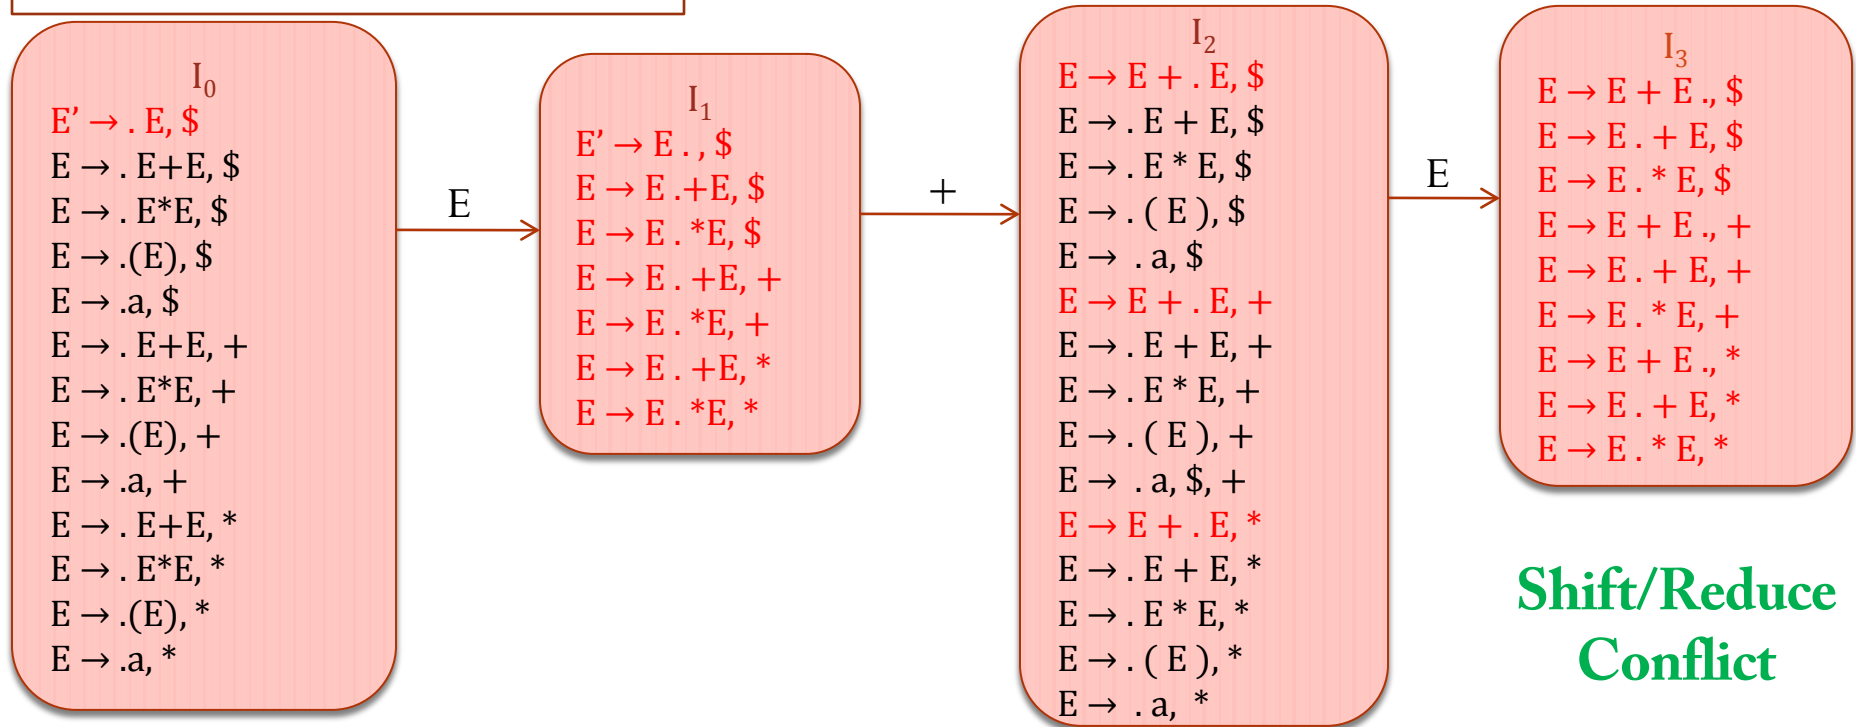 I₀
E’ → . E, $
E → . E+E, $
E → . E*E, $
E → .(E), $
E → .a, $
E → . E+E, +
E → . E*E, +
E → .(E), +
E → .a, +
E → . E+E, *
E → . E*E, *
E → .(E), *
E → .a, *
E
I₁
E’ → E . , $
E → E .+E, $
E → E . *E, $
E → E . +E, +
E → E . *E, +
E → E . +E, *
E → E . *E, *
+
I₂
E → E + . E, $
E → . E + E, $
E → . E * E, $
E → . ( E ), $
E → . a, $
E → E + . E, +
E → . E + E, +
E → . E * E, +
E → . ( E ), +
E → . a, $, +
E → E + . E, *
E → . E + E, *
E → . E * E, *
E → . ( E ), *
E → . a, *
E
I₃
E → E + E ., $
E → E . + E, $
E → E . * E, $
E → E + E ., +
E → E . + E, +
E → E . * E, +
E → E + E ., *
E → E . + E, *
E → E . * E, *
Shift/Reduce
Conflict